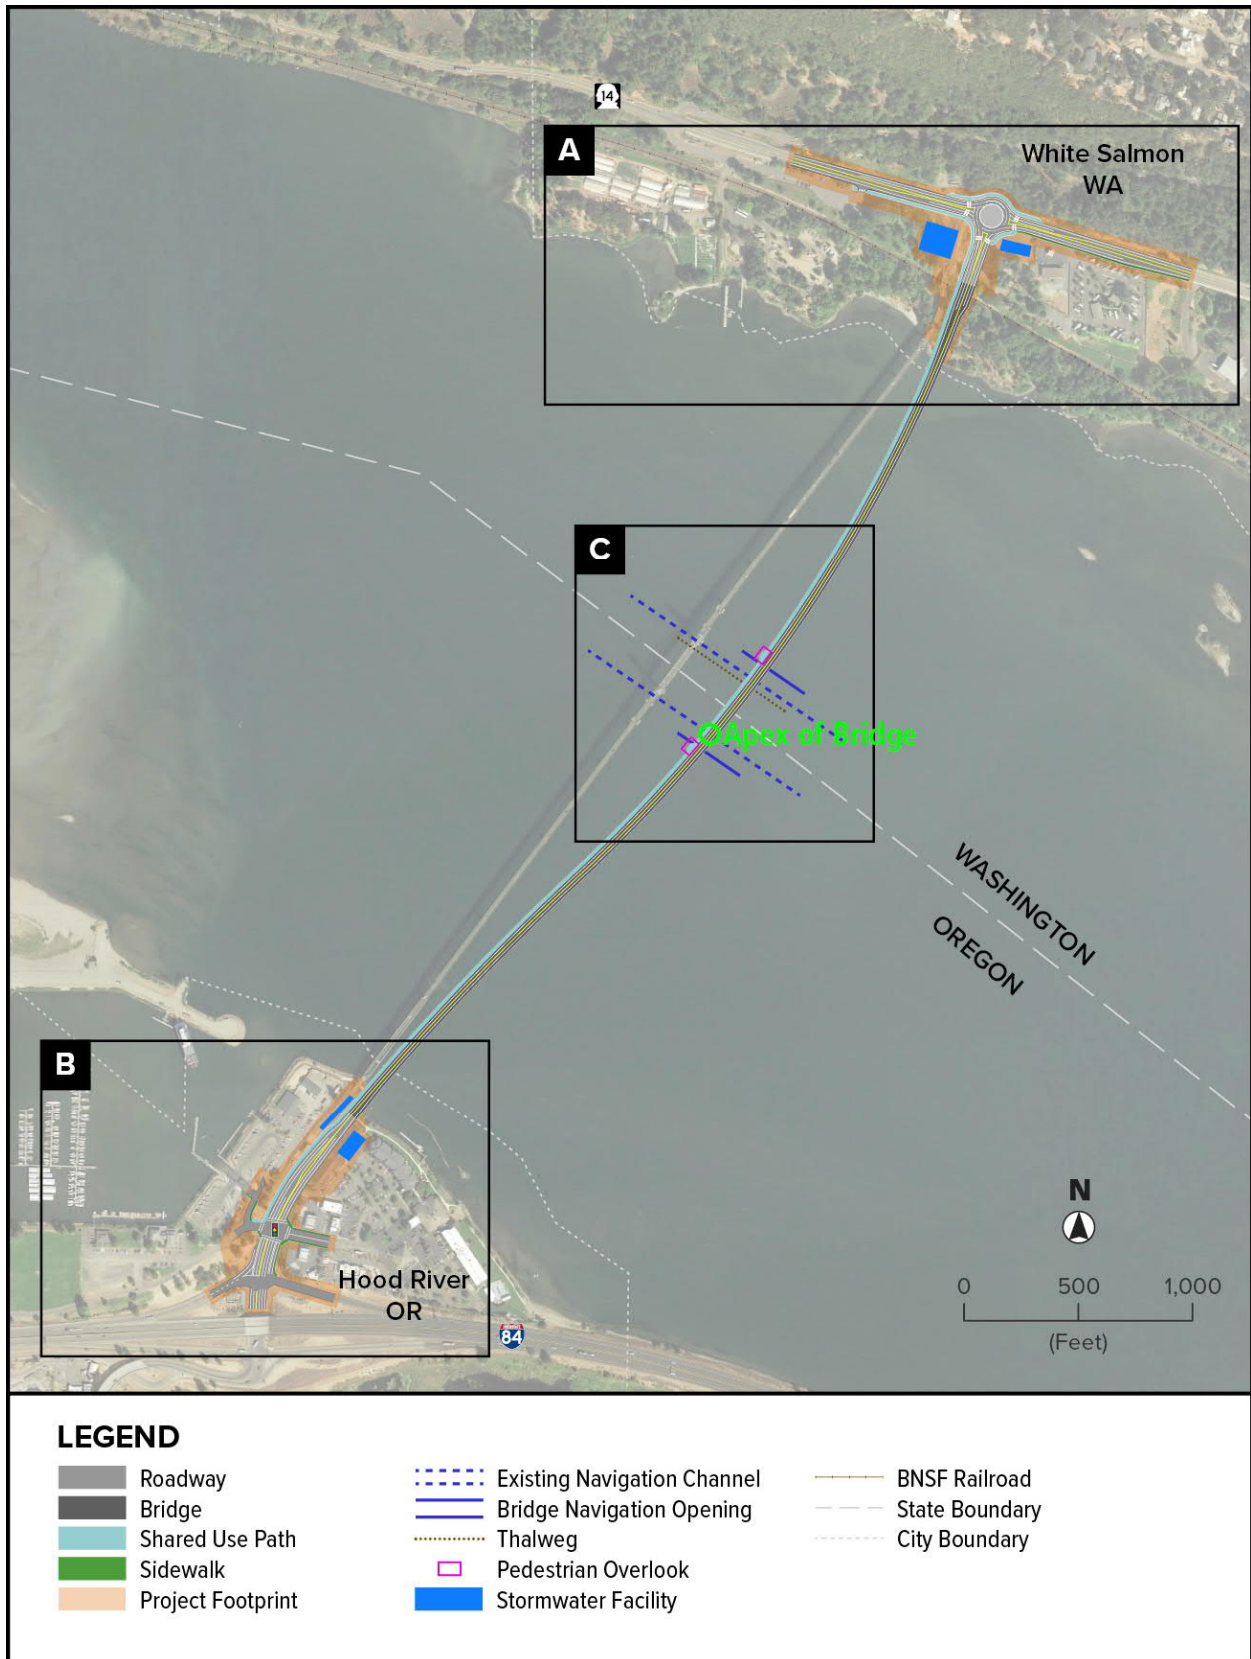 14
A
White Salmon
WA
C
Apex of Bridge
WASHINGTON
OREGON
B
N
Hood River
OR
0 500 1,000
(Feet)
84
LEGEND
Roadway
Bridge
Shared Use Path
Sidewalk
Project Footprint
Existing Navigation Channel
Bridge Navigation Opening
Thalweg
Pedestrian Overlook
Stormwater Facility
BNSF Railroad
State Boundary
City Boundary